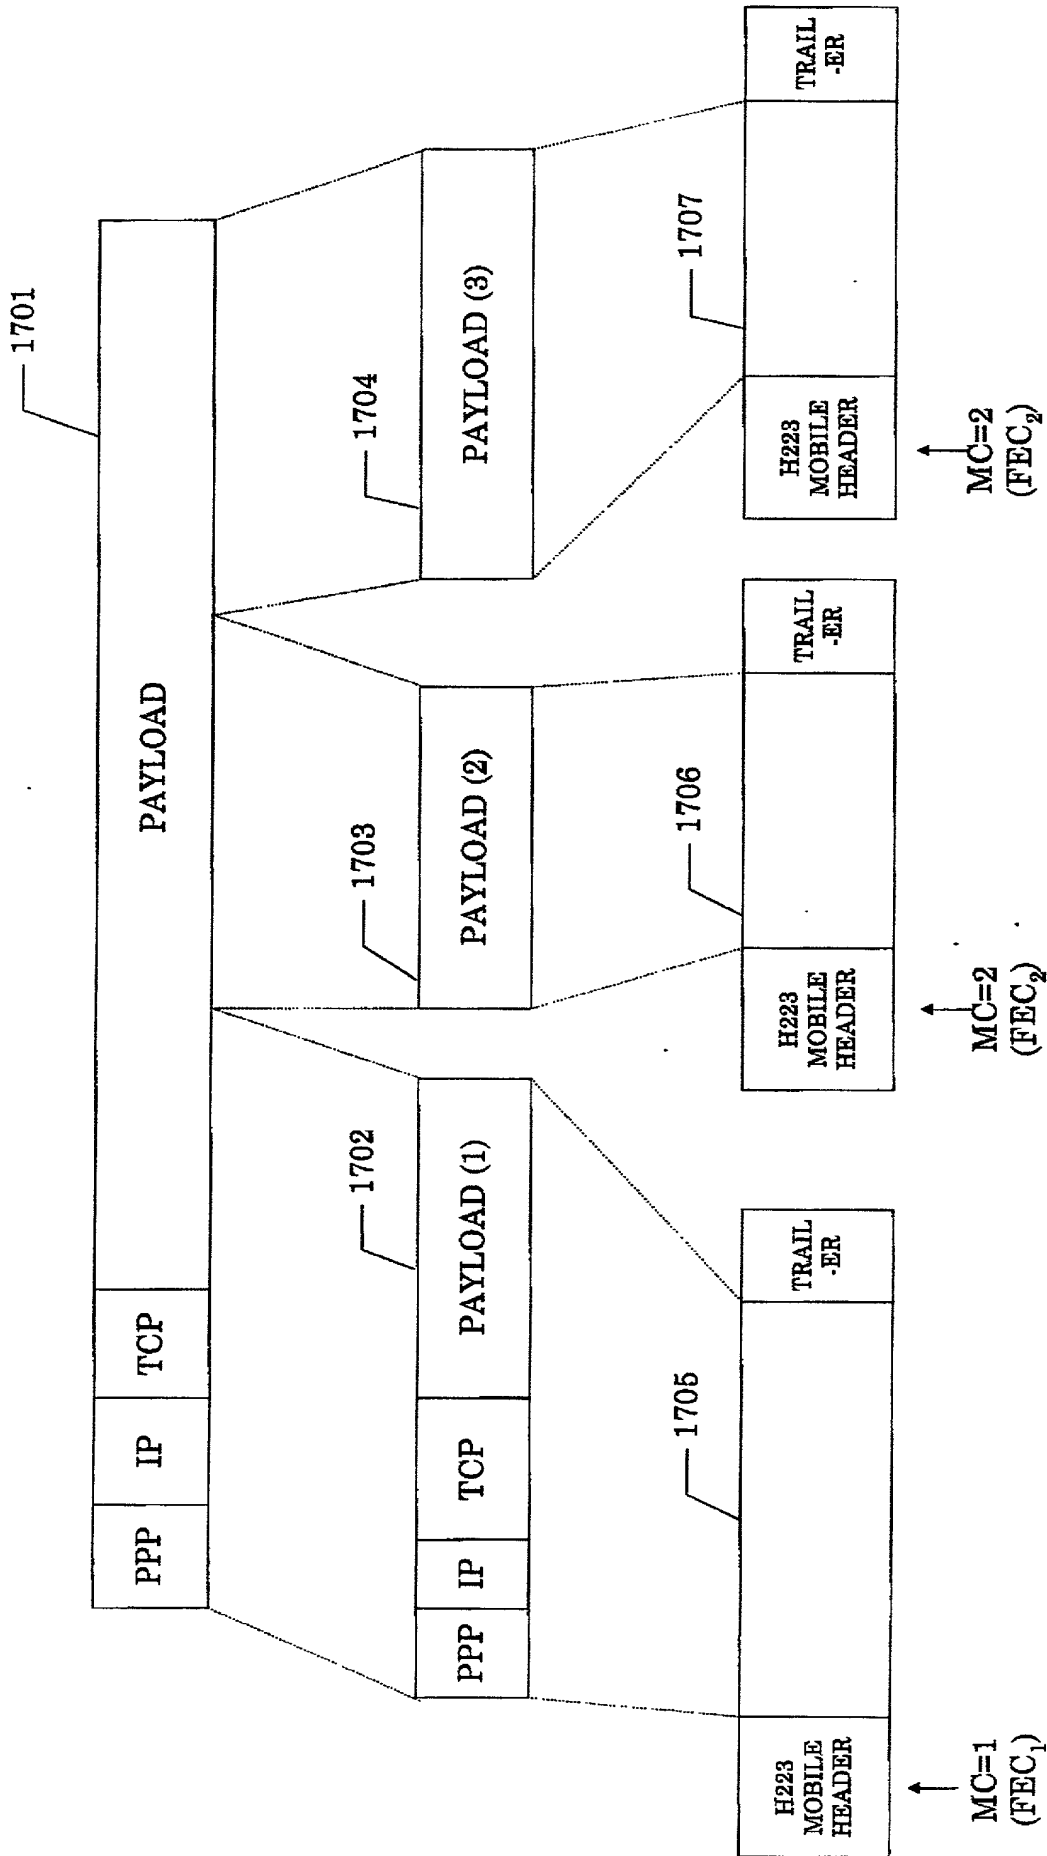 1701
PPP
IP
TCP
PAYLOAD
1702
1703
1704
PPP
IP
TCP
PAYLOAD (1)
PAYLOAD (2)
PAYLOAD (3)
1705
1706
1707
H223
MOBILE
HEADER
TRAIL
-ER
H223
MOBILE
HEADER
TRAIL
-ER
H223
MOBILE
HEADER
TRAIL
-ER
MC=1
(FEC₁)
MC=2
(FEC₂)
MC=2
(FEC₂)